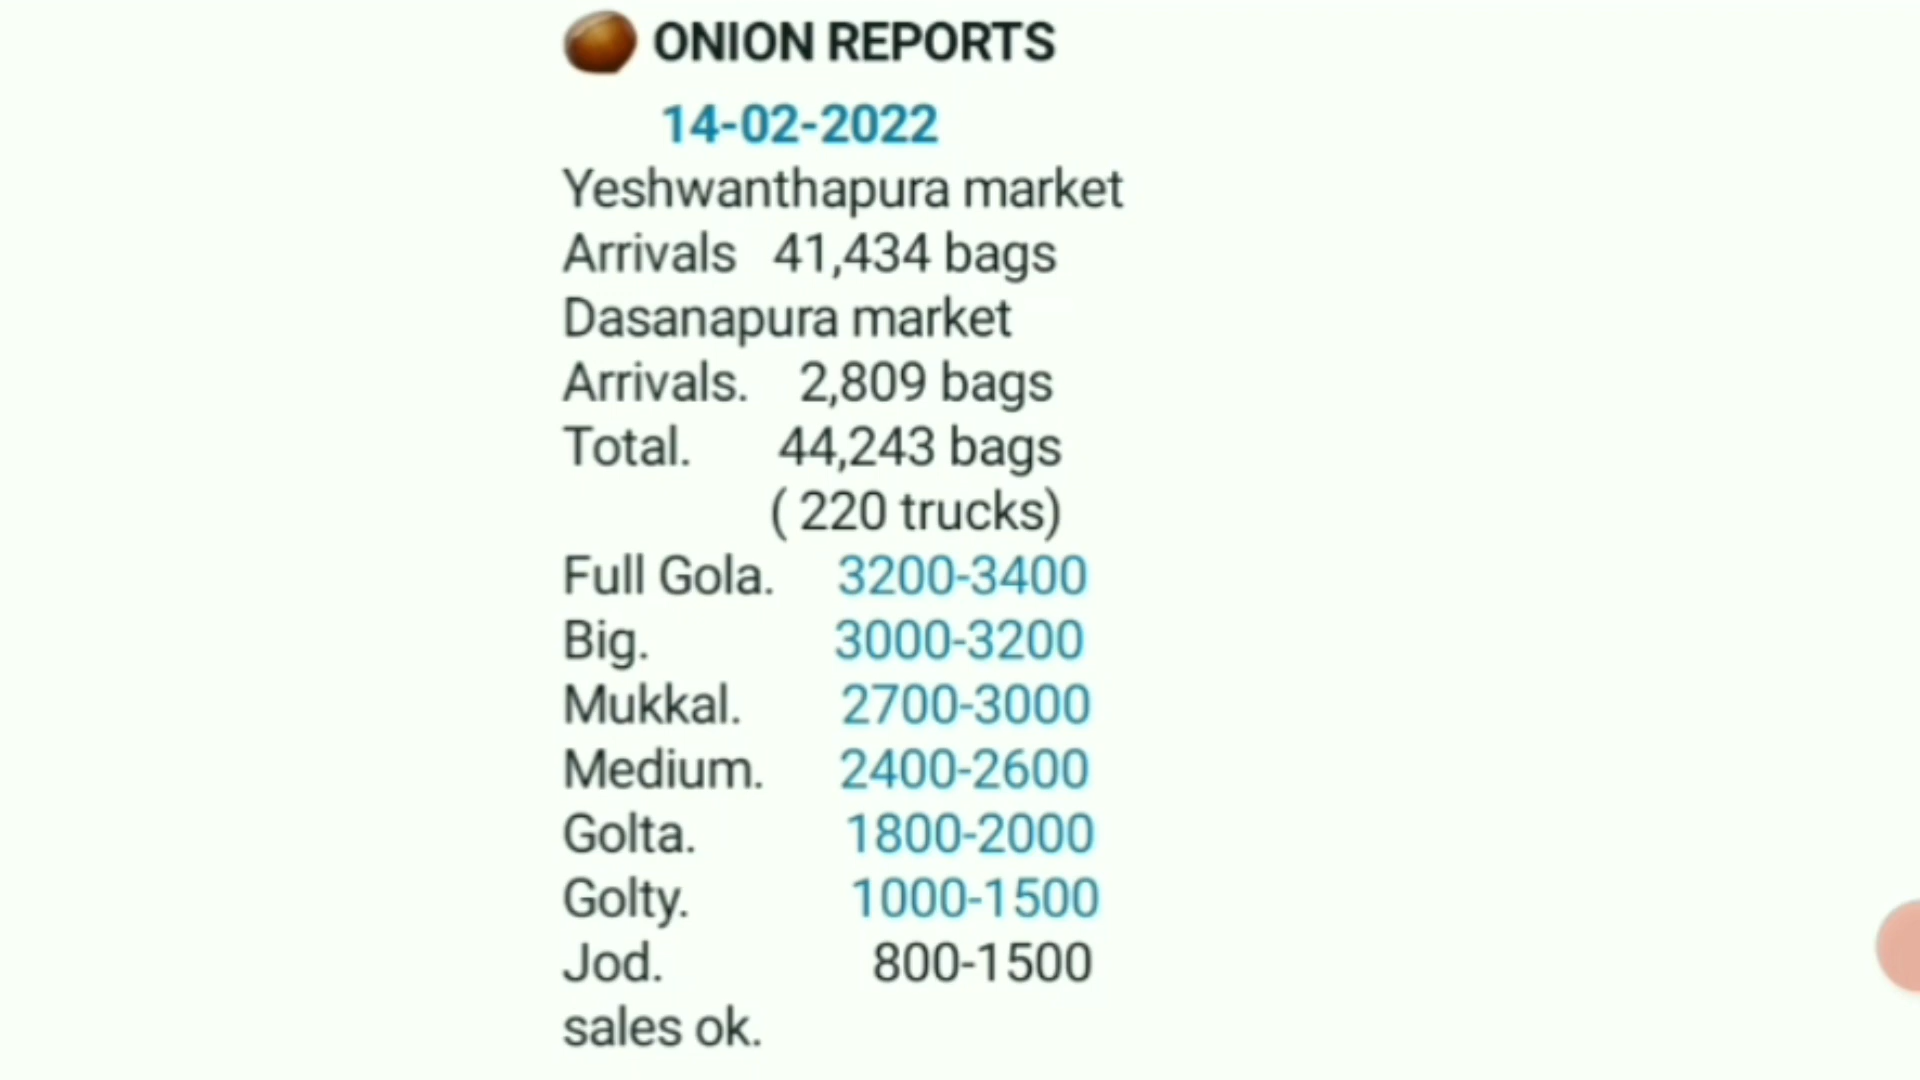 ONION REPORTS
14-02-2022
Yeshwanthapura market
Arrivals 41,434 bags
Dasanapura market
Arrivals. 2,809 bags
Total. 44,243 bags
( 220 trucks)
Full Gola. 3200-3400
Big. 3000-3200
Mukkal. 2700-3000
Medium. 2400-2600
Golta. 1800-2000
Golty. 1000-1500
Jod. 800-1500
sales ok.